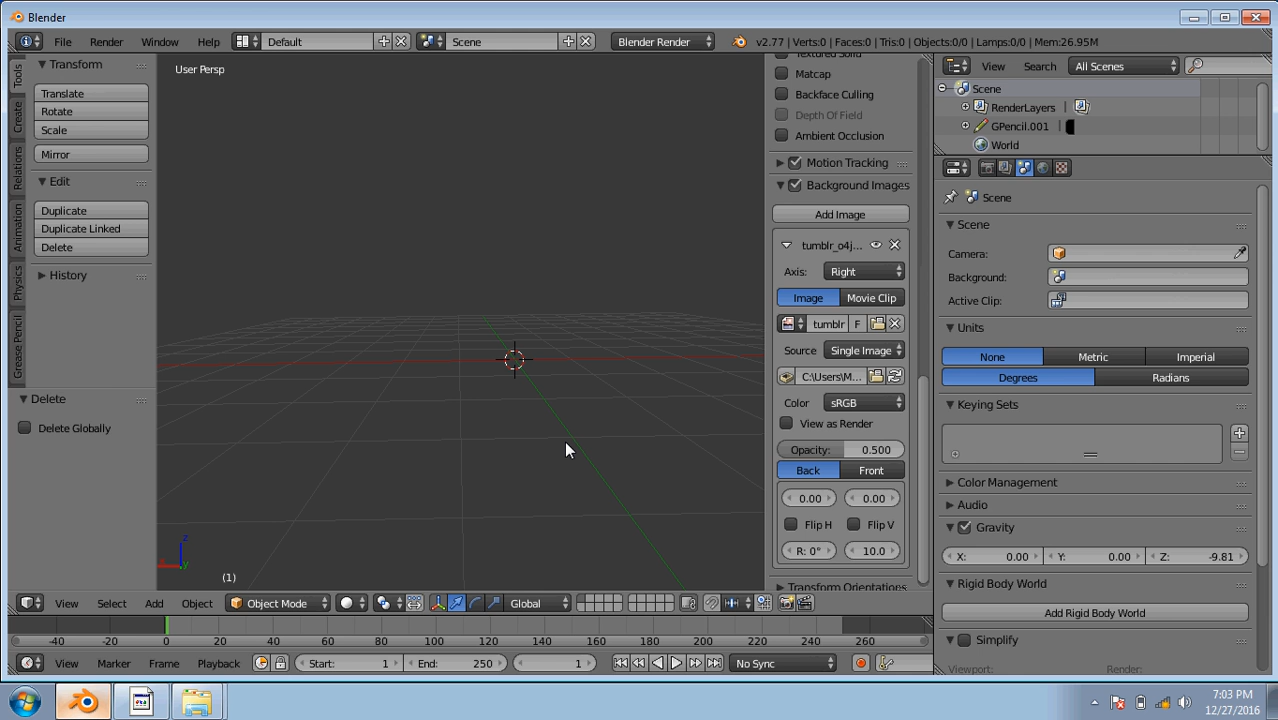 Blender
File Render Window Help Default Scene Blender Render v2.77 | Verts:0 | Faces:0 | Tris:0 | Objects:0/0 | Lamps:0/0 | Mem:26.95M
Tools
Create
Relations
Animation
Physics
Grease Pencil
Transform
Translate
Rotate
Scale
Mirror
Edit
Duplicate
Duplicate Linked
Delete
History
Delete
Delete Globally
User Persp
z
x
y
(1)
Matcap
Backface Culling
Depth Of Field
Ambient Occlusion
Motion Tracking
Background Images
Add Image
tumblr_o4j...
Axis: Right
Image Movie Clip
tumblr F
Source Single Image
C:\Users\M...
Color sRGB
View as Render
Opacity: 0.500
Back Front
0.00 0.00
Flip H Flip V
R: 0° 10.0
Transform Orientations
View Search All Scenes
Scene
RenderLayers
GPencil.001
World
Scene
Scene
Camera:
Background:
Active Clip:
Units
None Metric Imperial
Degrees Radians
Keying Sets
Color Management
Audio
Gravity
X: 0.00 Y: 0.00 Z: -9.81
Rigid Body World
Add Rigid Body World
Simplify
Viewport: Render:
View Select Add Object Object Mode Global
-40 -20 0 20 40 60 80 100 120 140 160 180 200 220 240 260
View Marker Frame Playback Start: 1 End: 250 1 No Sync
7:03 PM
12/27/2016